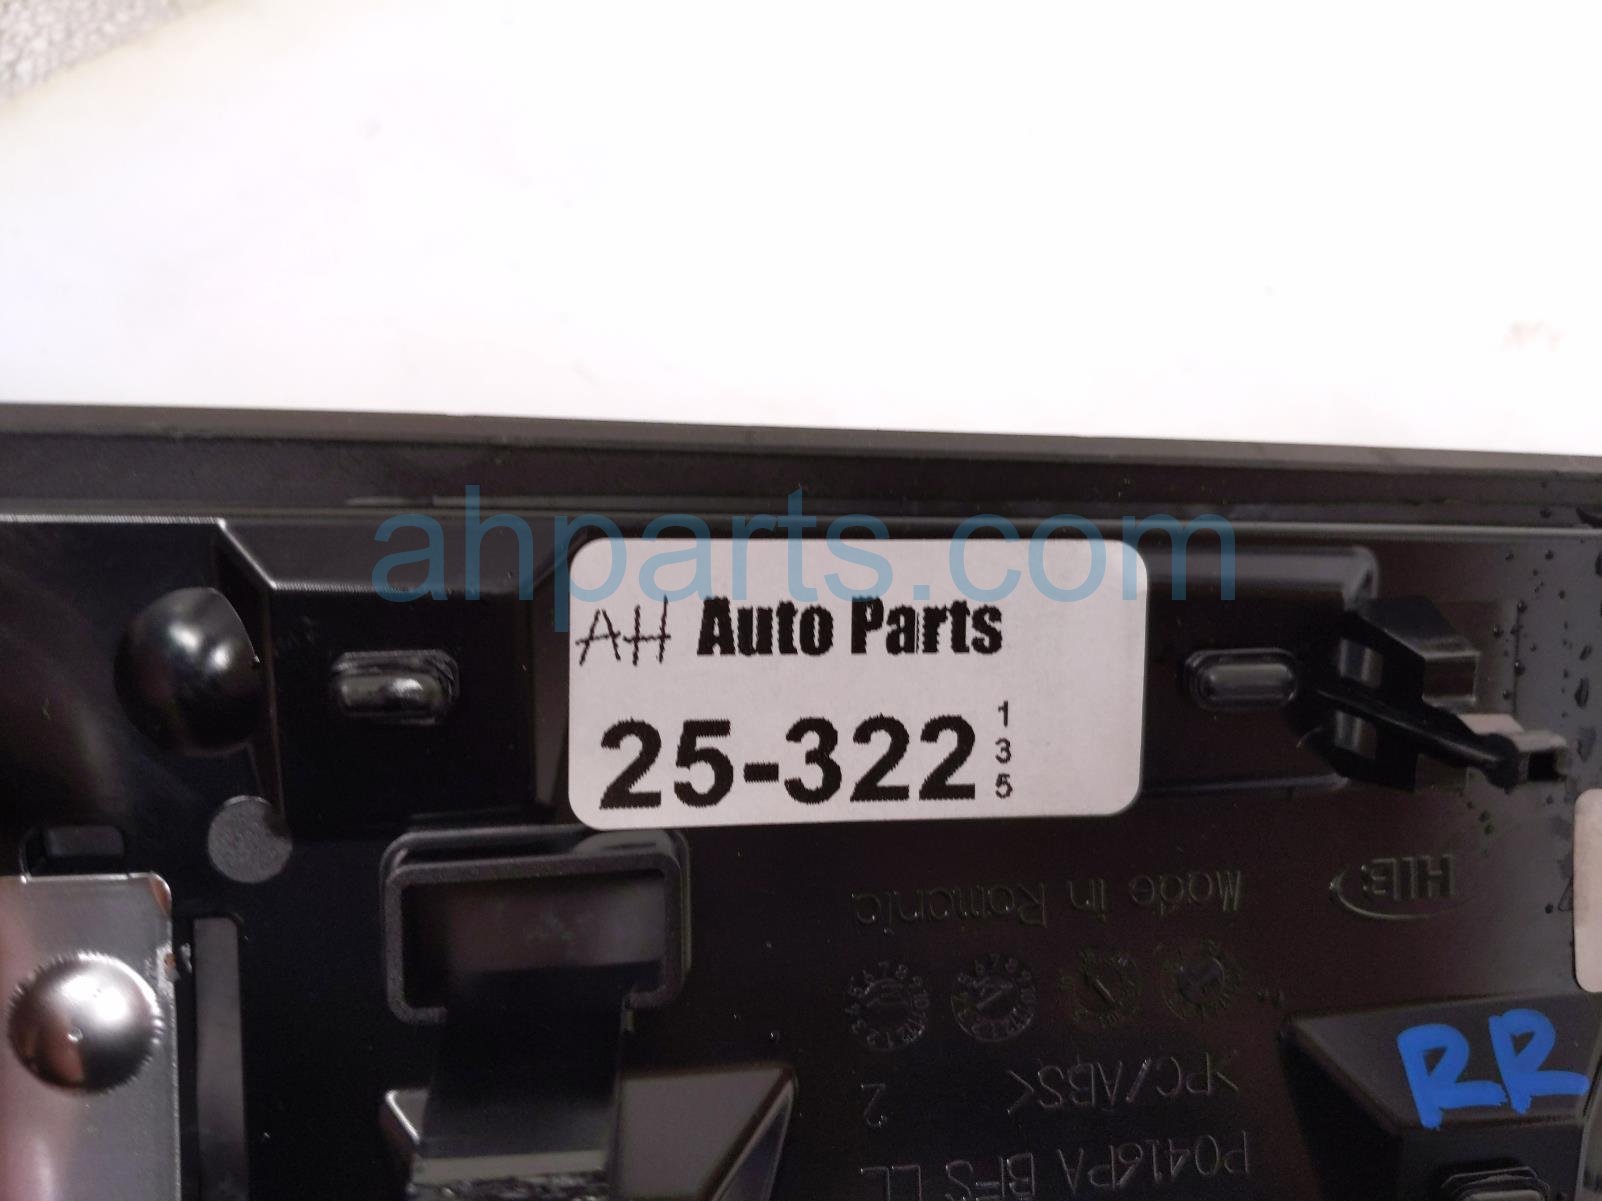 ahparts.com
AH Auto Parts
25-322
1
3
5
HIB
Made in Romania
>PC/ABS<
2
P0416PA BFS LL
RR